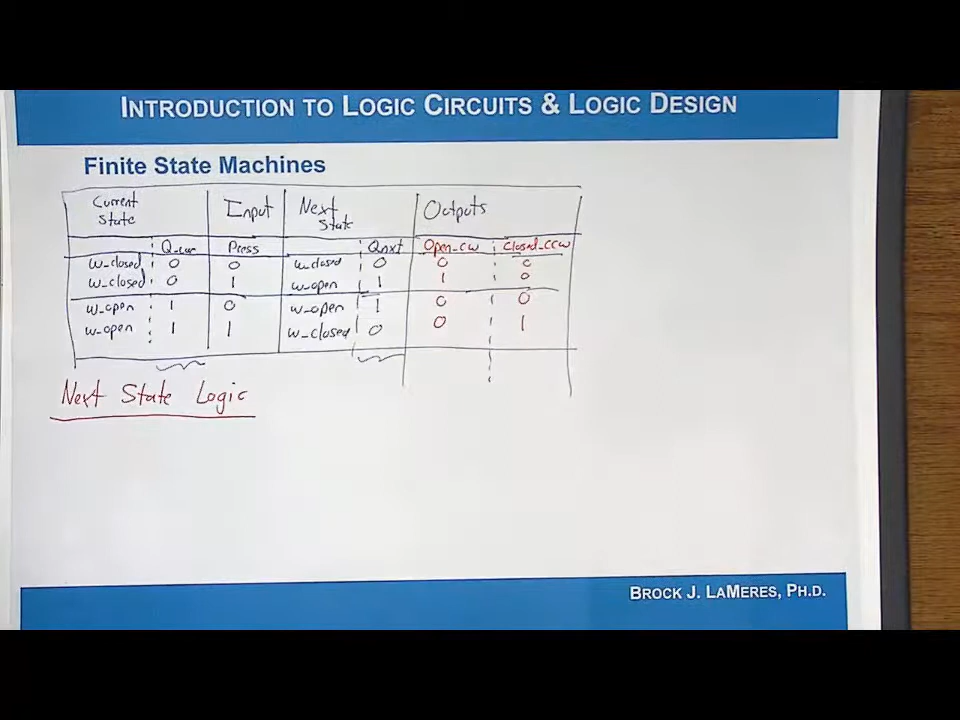 INTRODUCTION TO LOGIC CIRCUITS & LOGIC DESIGN
Finite State Machines
Current State Input Next State Outputs
Q_cur Press Qnxt Open_CW Closed_CCW
w_closed 0 0 w_closed 0 0 0
w_closed 0 1 w_open 1 1 0
w_open 1 0 w_open 1 0 0
w_open 1 1 w_closed 0 0 1
Next State Logic
BROCK J. LAMERES, PH.D.